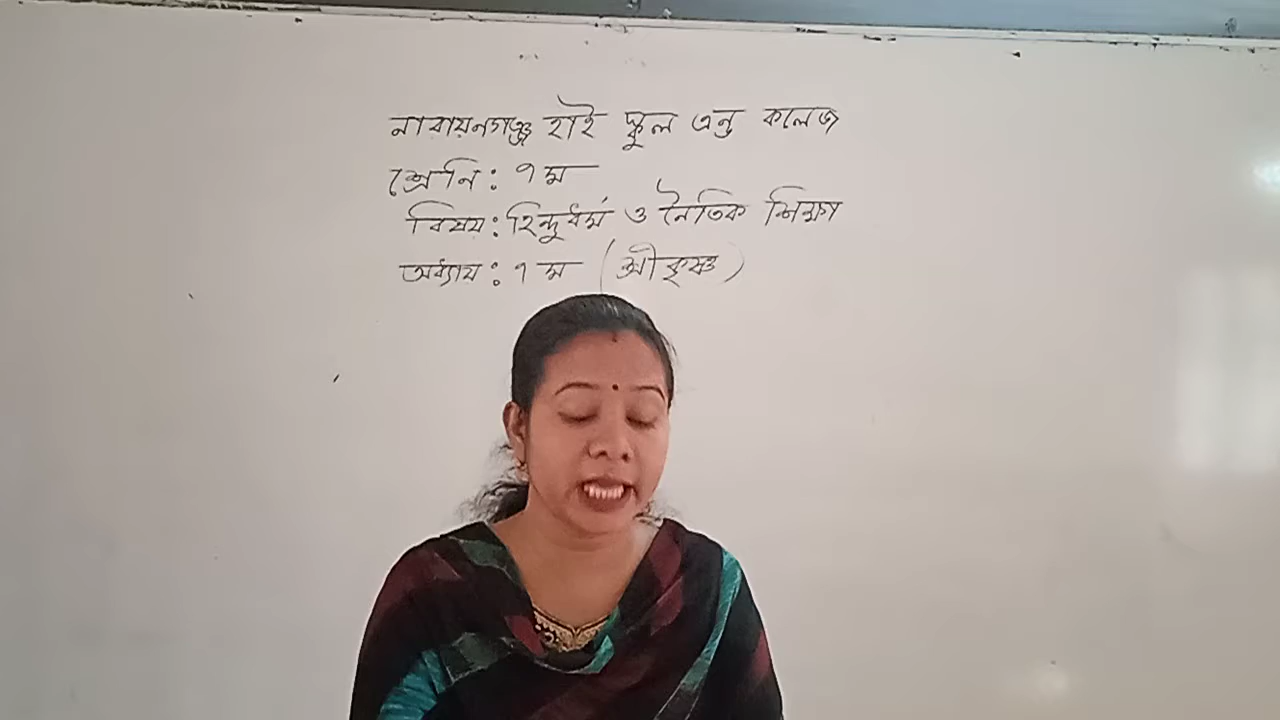 নারায়নগঞ্জ হাই স্কুল এন্ড কলেজ
শ্রেনি: ৭ম
বিষয়: হিন্দুধর্ম ও নৈতিক শিক্ষা
অধ্যায়: ৭ম (শ্রীকৃষ্ণ)